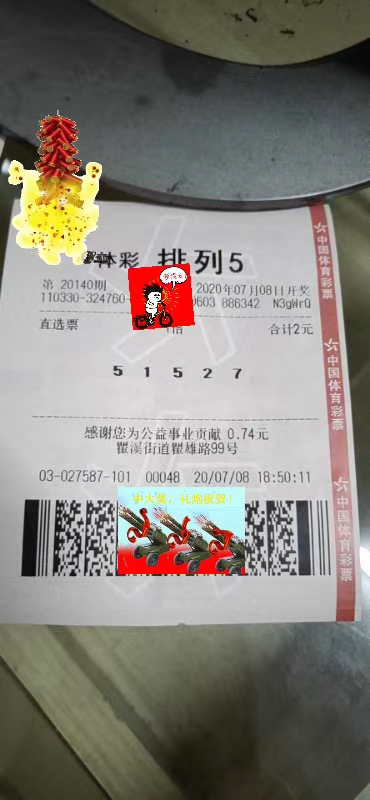 体彩 排列5
第 20140期 2020年07月08日开奖
110330-324760 0603 886342 N3gWrQ
直选票 1倍 合计2元
5 1 5 2 7
感谢您为公益事业贡献 0.74元
瞿溪街道瞿雄路99号
03-027587-101 00048 20/07/08 18:50:11
中大奖，礼炮祝贺！
中国体育彩票
中国体育彩票
中国体育彩票